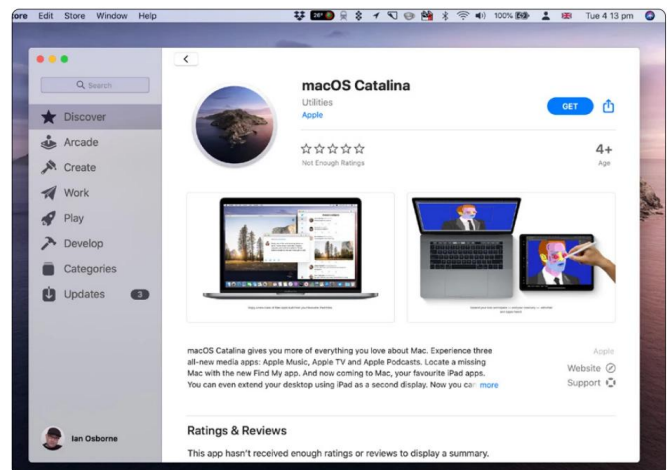 ore Edit Store Window Help
26° 100% Tue 4 13 pm
Search
Discover
Arcade
Create
Work
Play
Develop
Categories
Updates 3
Ian Osborne
macOS Catalina
Utilities
Apple
GET
Not Enough Ratings
4+
Age
macOS Catalina gives you more of everything you love about Mac. Experience three
all-new media apps: Apple Music, Apple TV and Apple Podcasts. Locate a missing
Mac with the new Find My app. And now coming to Mac, your favourite iPad apps.
You can even extend your desktop using iPad as a second display. Now you can more
Apple
Website
Support
Ratings & Reviews
This app hasn't received enough ratings or reviews to display a summary.